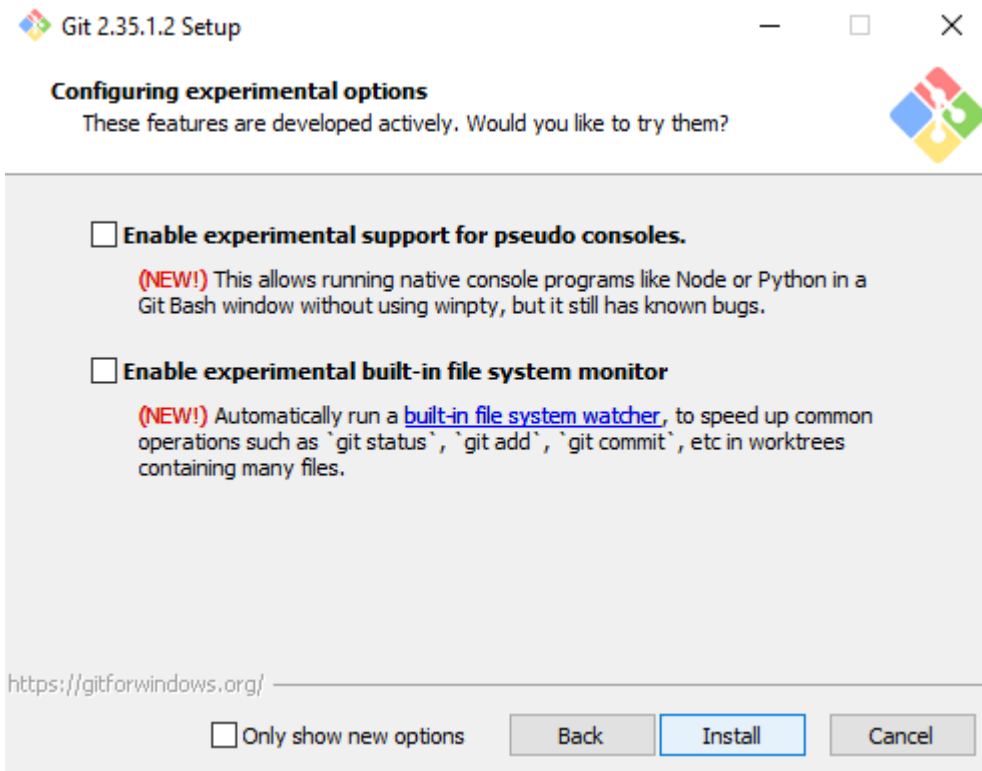 Git 2.35.1.2 Setup
Configuring experimental options
These features are developed actively. Would you like to try them?
Enable experimental support for pseudo consoles.
(NEW!) This allows running native console programs like Node or Python in a
Git Bash window without using winpty, but it still has known bugs.
Enable experimental built-in file system monitor
(NEW!) Automatically run a built-in file system watcher, to speed up common
operations such as `git status`, `git add`, `git commit`, etc in worktrees
containing many files.
https://gitforwindows.org/
Only show new options
Back
Install
Cancel